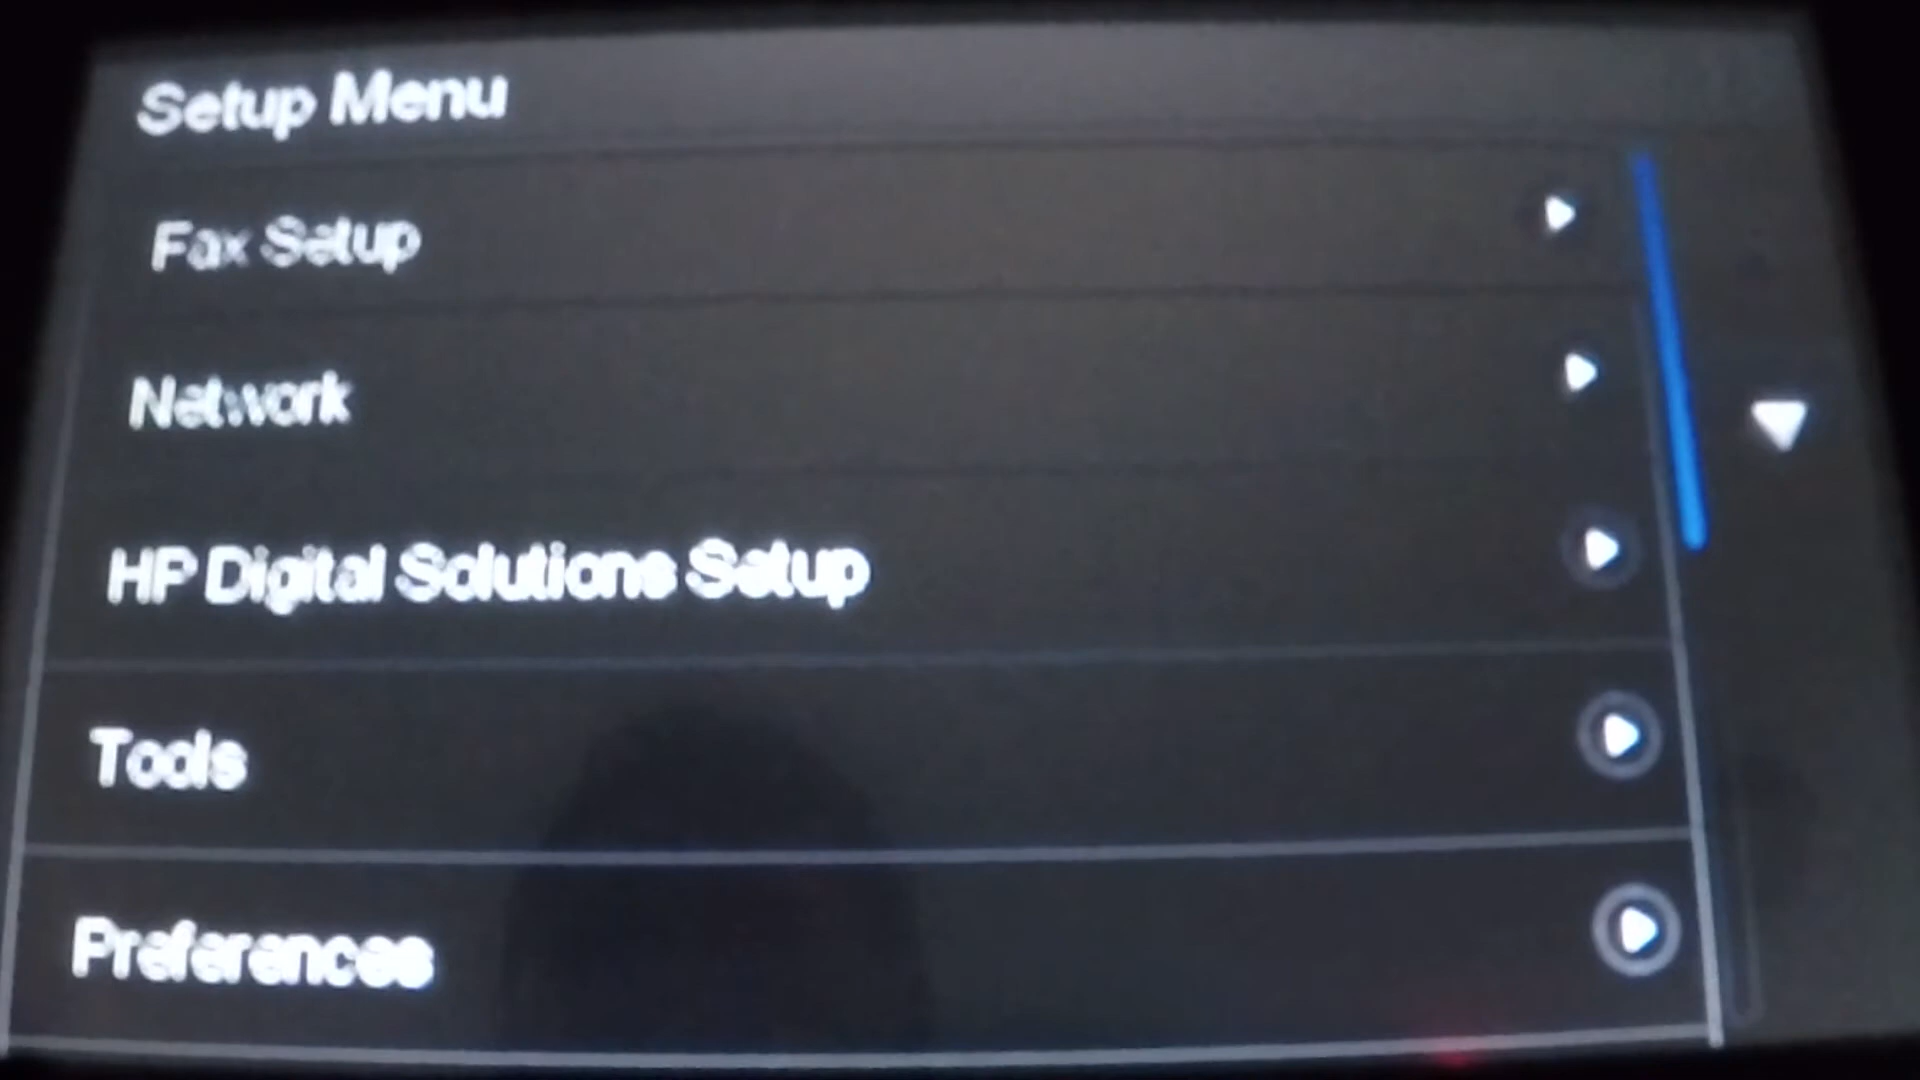 Setup Menu
Fax Setup
Network
HP Digital Solutions Setup
Tools
Preferences